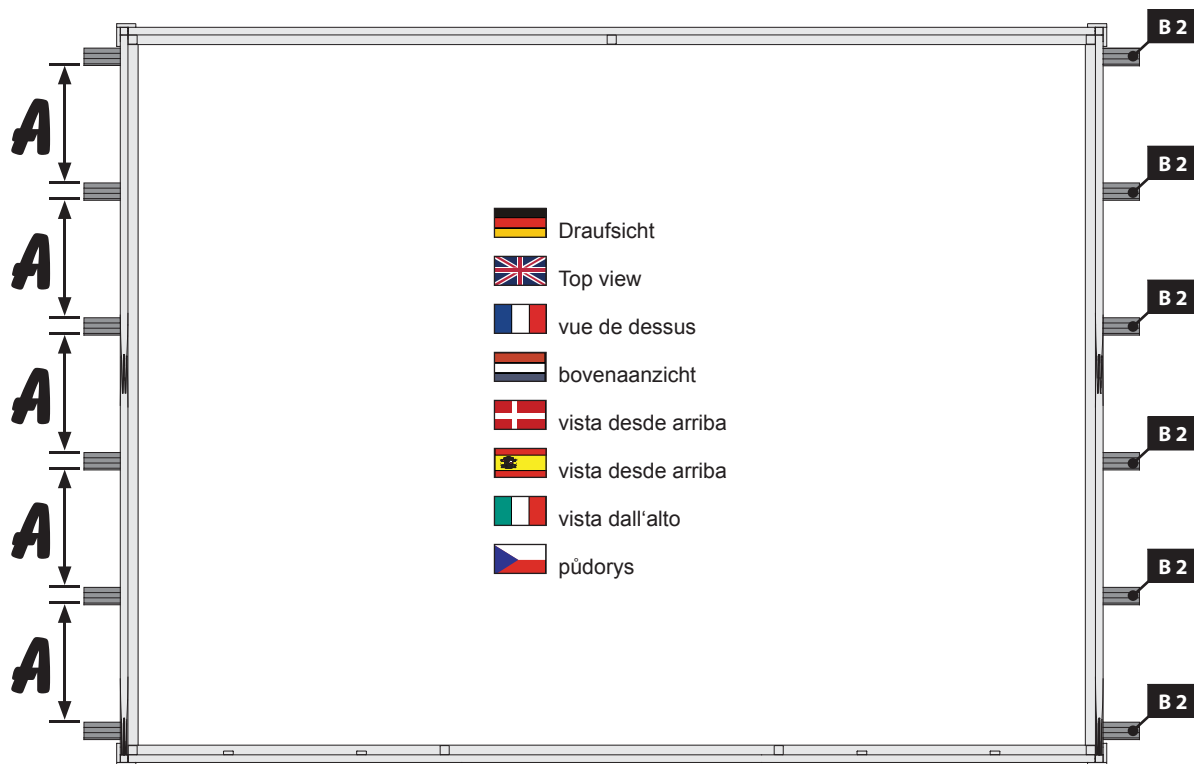 B 2
A
B 2
A
Draufsicht
Top view
B 2
vue de dessus
bovenaanzicht
A
vista desde arriba
B 2
vista desde arriba
vista dall‘alto
A
půdorys
B 2
A
B 2